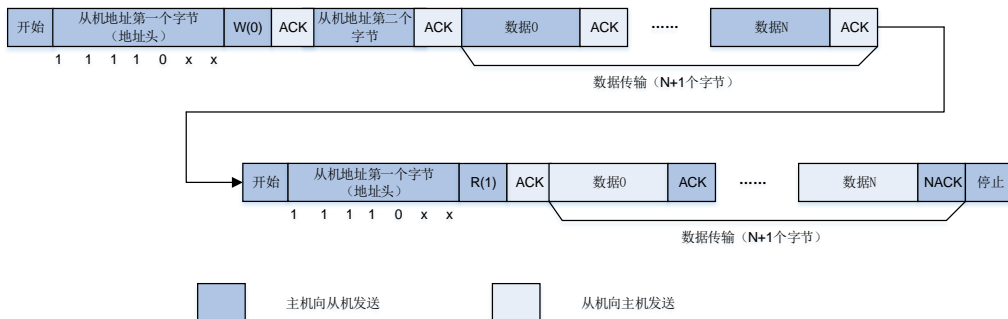 开始 从机地址第一个字节（地址头） W(0) ACK 从机地址第二个字节 ACK 数据0 ACK ...... 数据N ACK
1 1 1 1 0 x x
数据传输（N+1个字节）
开始 从机地址第一个字节（地址头） R(1) ACK 数据0 ACK ...... 数据N NACK 停止
1 1 1 1 0 x x
数据传输（N+1个字节）
主机向从机发送 从机向主机发送